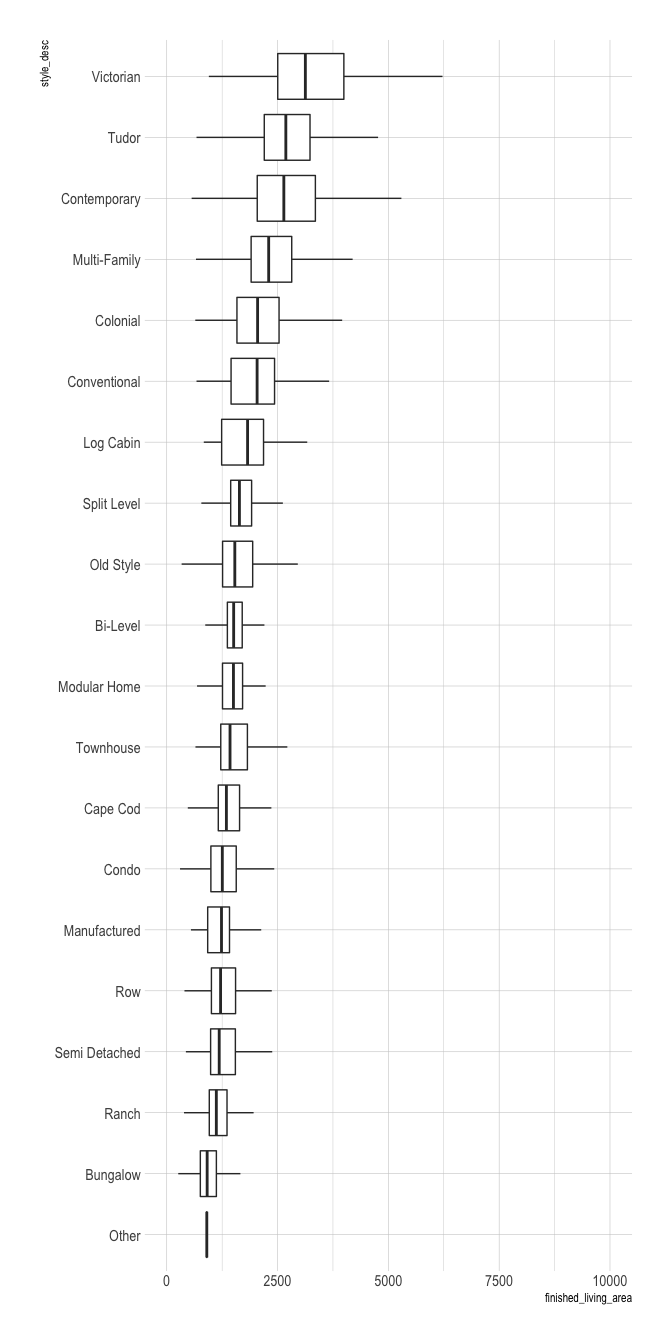 style_desc
Victorian
Tudor
Contemporary
Multi-Family
Colonial
Conventional
Log Cabin
Split Level
Old Style
Bi-Level
Modular Home
Townhouse
Cape Cod
Condo
Manufactured
Row
Semi Detached
Ranch
Bungalow
Other
0 2500 5000 7500 10000
finished_living_area